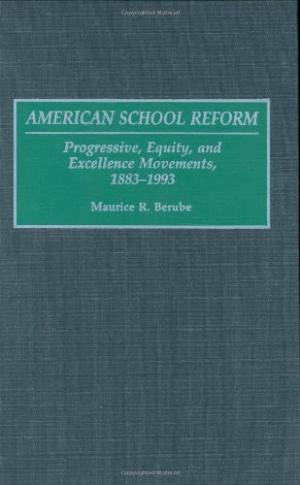 AMERICAN SCHOOL REFORM
Progressive, Equity, and
Excellence Movements,
1883–1993
Maurice R. Berube